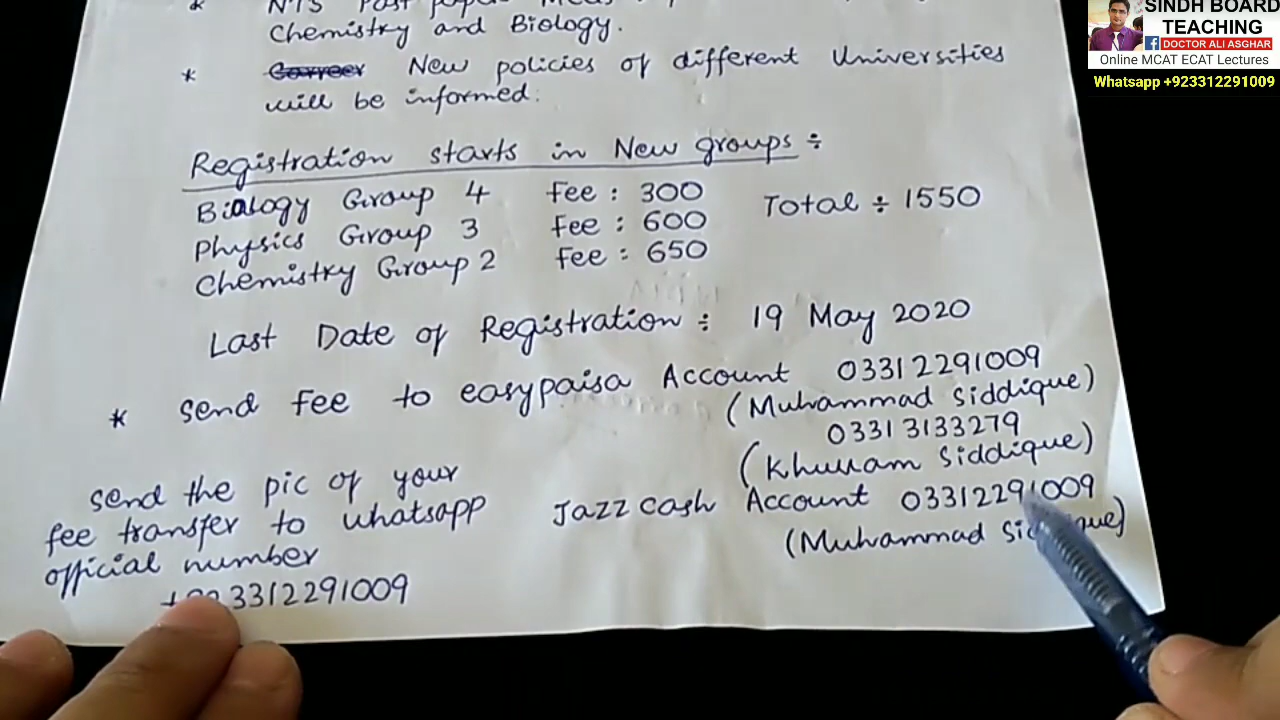 SINDH BOARD
TEACHING
DOCTOR ALI ASGHAR
Online MCAT ECAT Lectures
Whatsapp +923312291009
* NTS Past papers
Chemistry and Biology.
* New policies of different Universities
will be informed.
Registration starts in New groups ÷
Biology Group 4 Fee : 300 Total ÷ 1550
Physics Group 3 Fee : 600
Chemistry Group 2 Fee : 650
Last Date of Registration ÷ 19 May 2020
* Send Fee to easypaisa Account 03312291009
(Muhammad Siddique)
03313133279
(Khurram Siddique)
Send the pic of your
fee transfer to whatsapp
official number
+923312291009
Jazz cash Account 03312291009
(Muhammad Siddique)